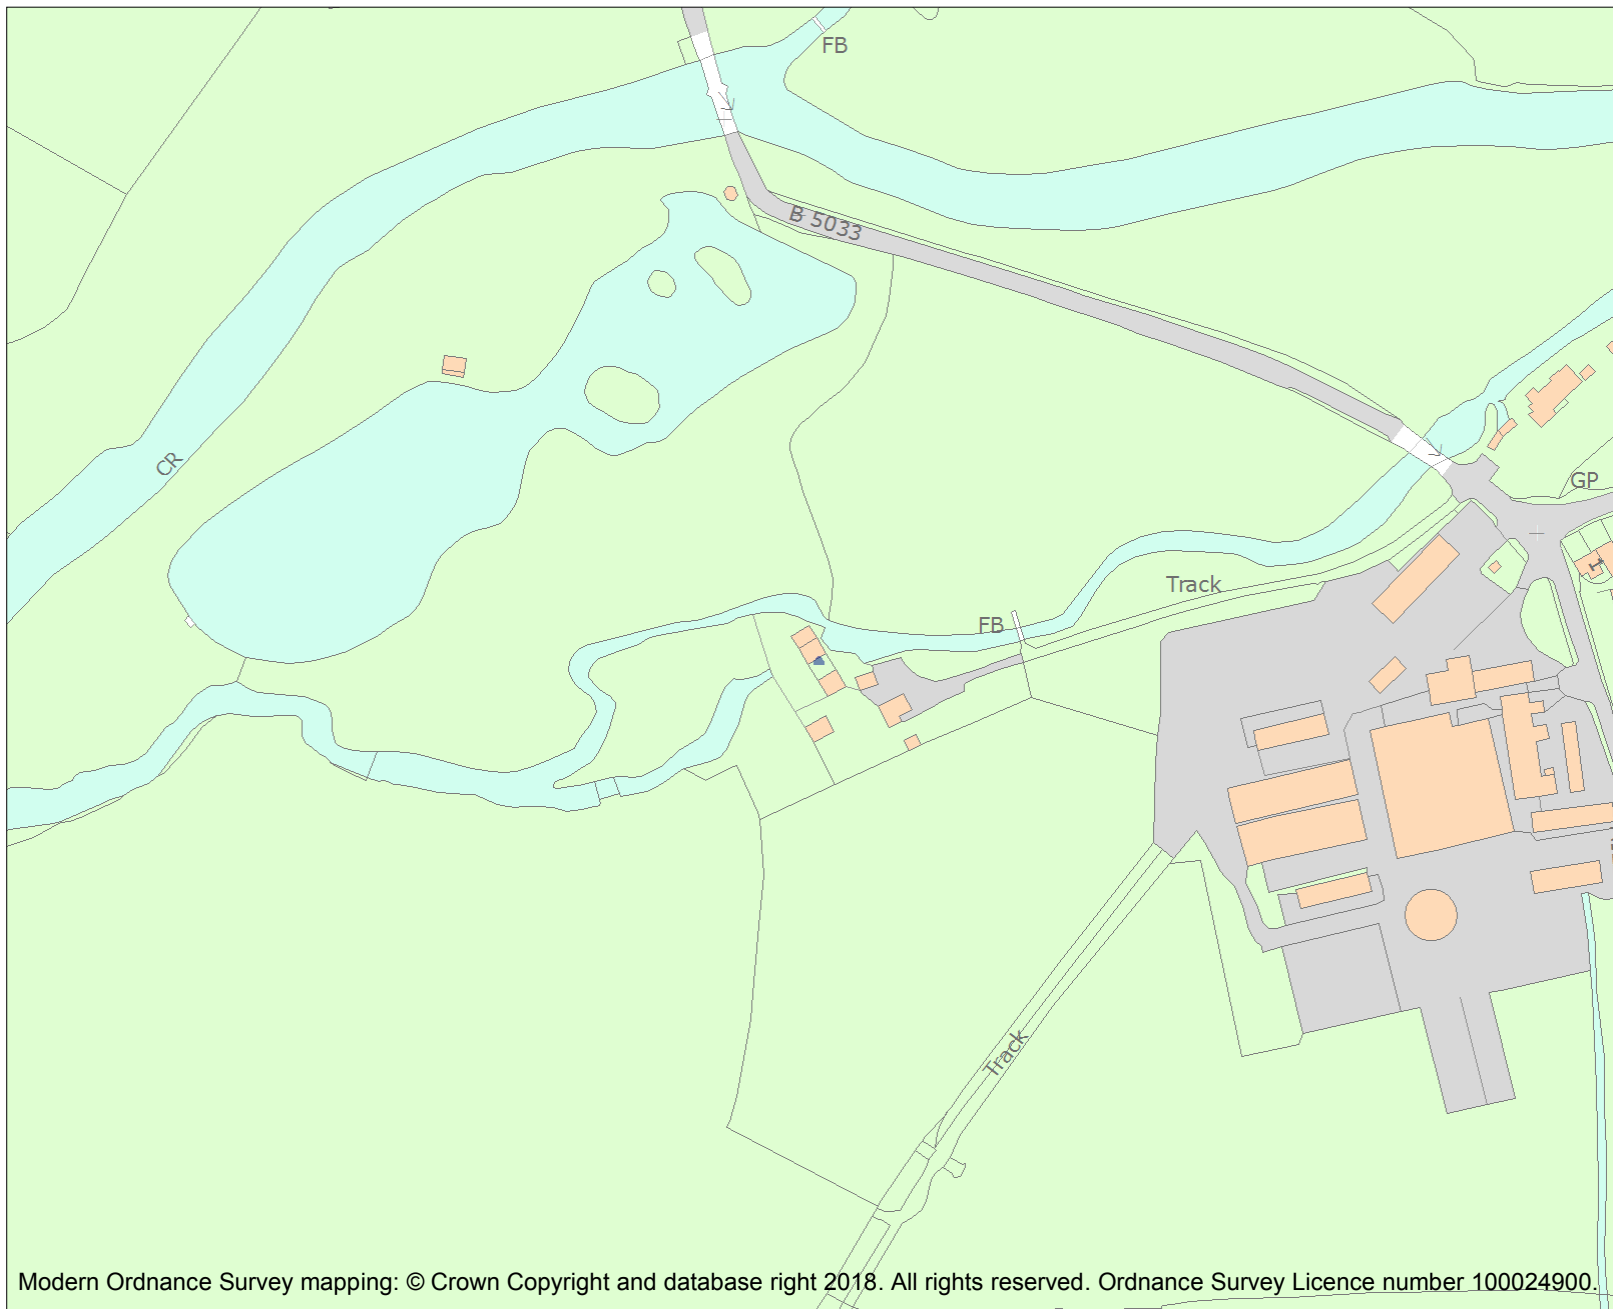 FB
B 5033
CR
GP
Track
FB
1
Track
Modern Ordnance Survey mapping: © Crown Copyright and database right 2018. All rights reserved. Ordnance Survey Licence number 100024900.